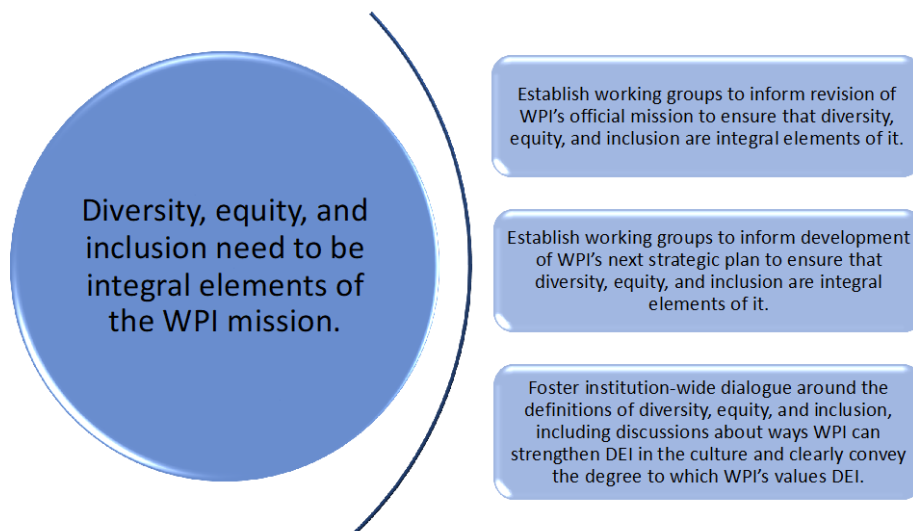 Diversity, equity, and
inclusion need to be
integral elements of
the WPI mission.
Establish working groups to inform revision of
WPI's official mission to ensure that diversity,
equity, and inclusion are integral elements of it.
Establish working groups to inform development
of WPI's next strategic plan to ensure that
diversity, equity, and inclusion are integral
elements of it.
Foster institution-wide dialogue around the
definitions of diversity, equity, and inclusion,
including discussions about ways WPI can
strengthen DEI in the culture and clearly convey
the degree to which WPI's values DEI.